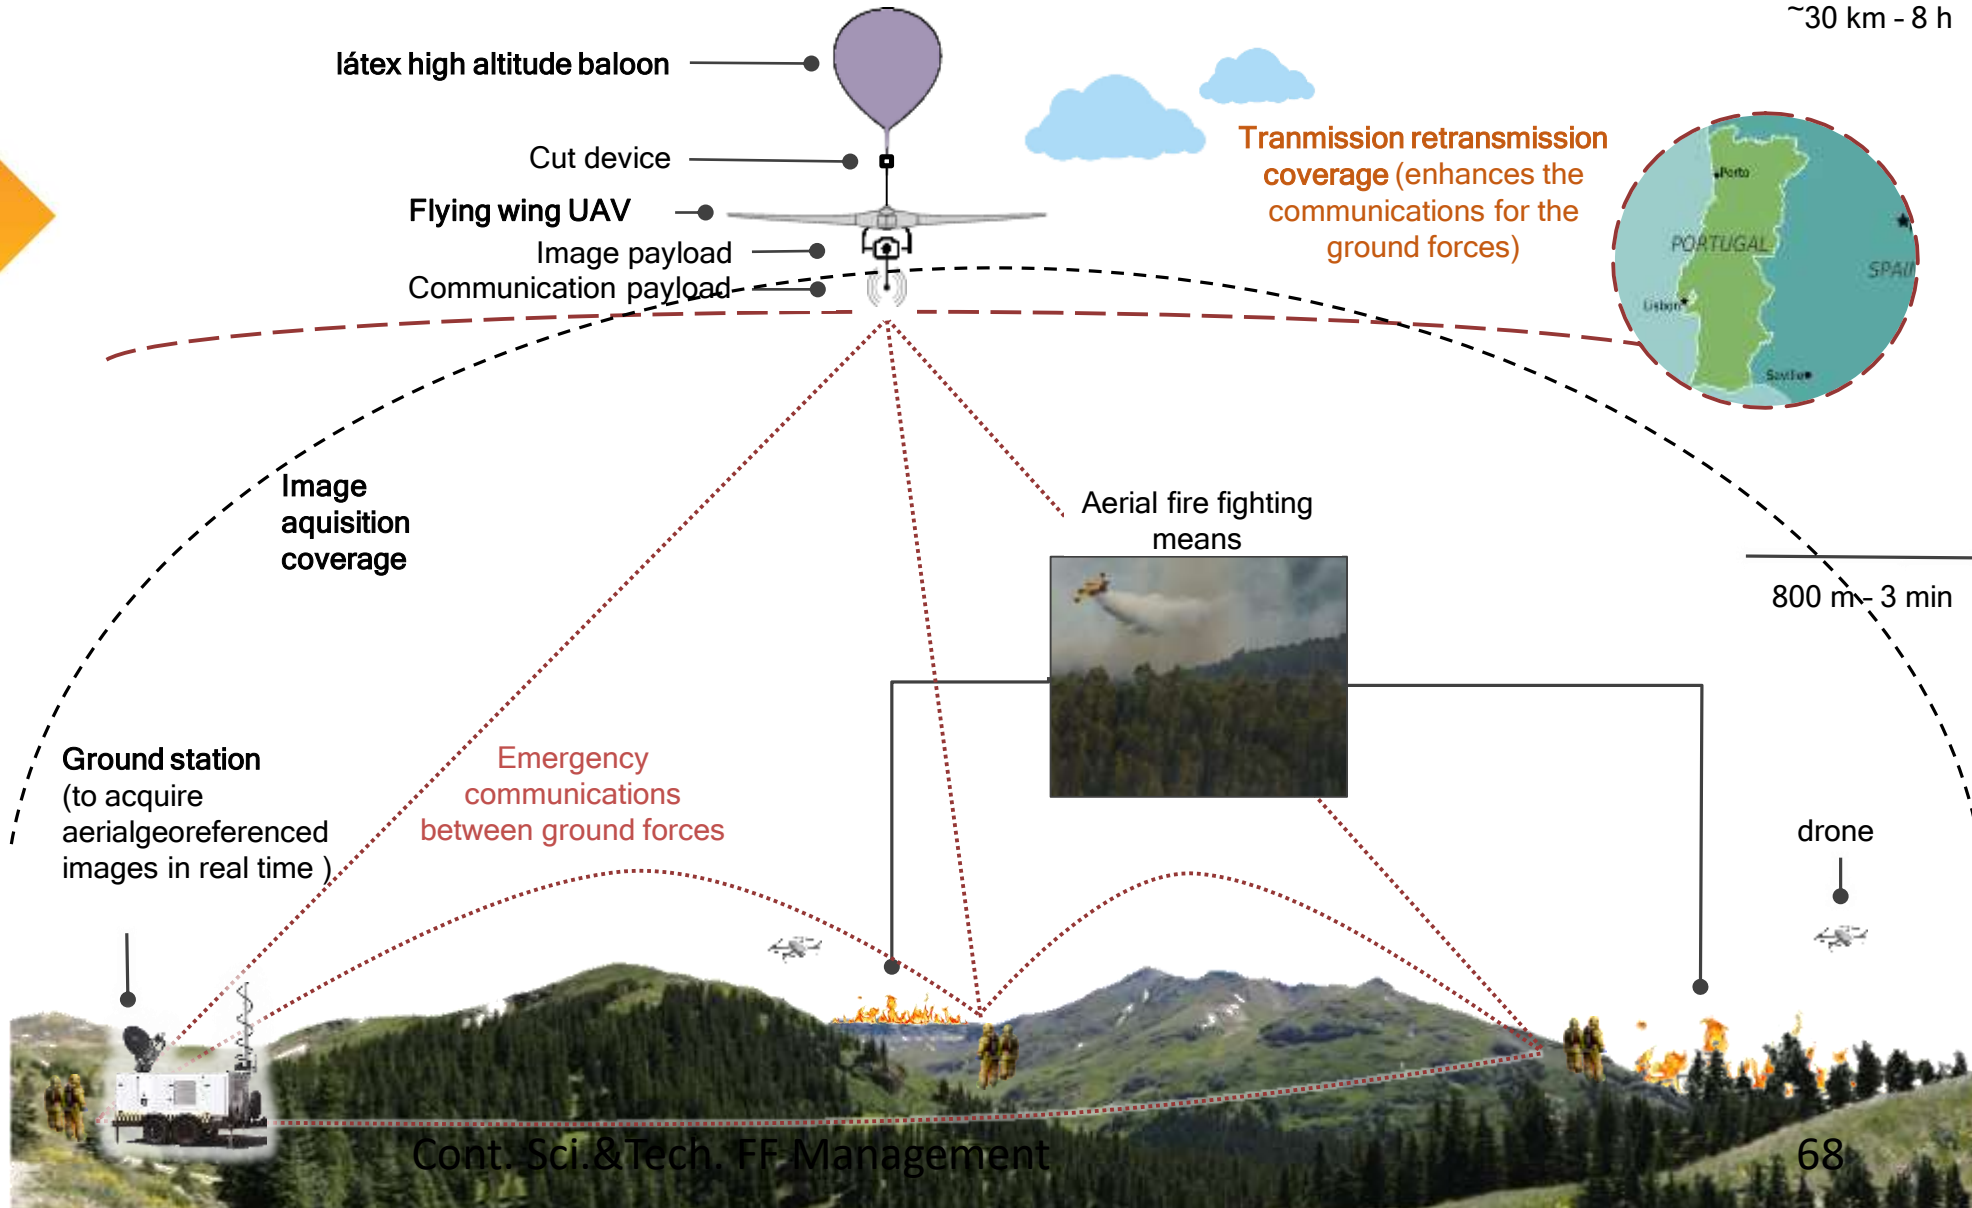 ~30 km - 8 h
látex high altitude baloon
Cut device
Flying wing UAV
Image payload
Communication payload
Tranmission retransmission
coverage (enhances the
communications for the
ground forces)
Porto
PORTUGAL
SPAI
Lisbon
Seville
Image
aquisition
coverage
Aerial fire fighting
means
800 m - 3 min
Ground station
(to acquire
aerialgeoreferenced
images in real time )
Emergency
communications
between ground forces
drone
Cont. Sci.&Tech. FF Management
68